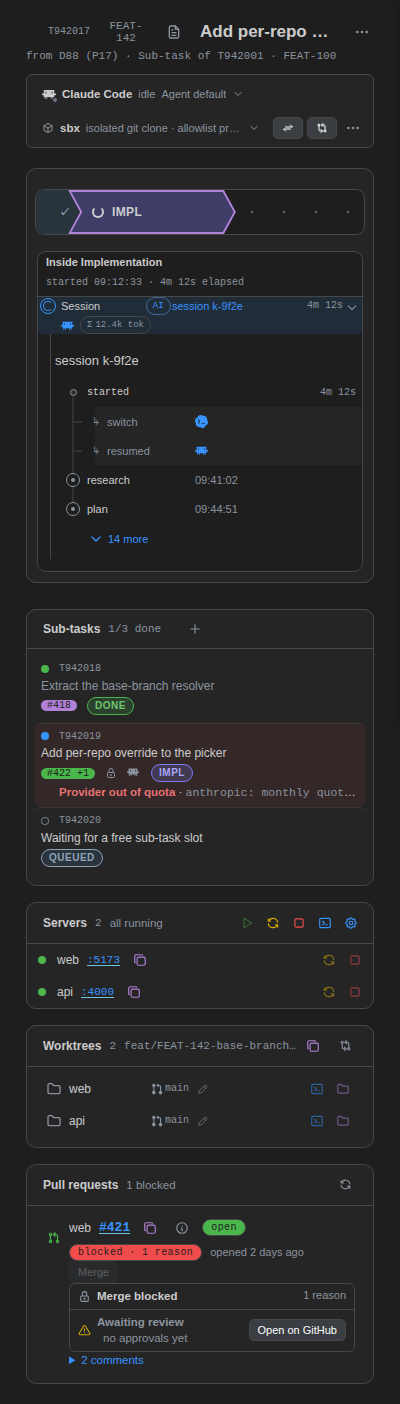 T942017 FEAT-142 Add per-repo …
from D88 (P17) · Sub-task of T942001 · FEAT-100
Claude Code idle Agent default
sbx isolated git clone · allowlist pr…
✓ IMPL
Inside Implementation
started 09:12:33 · 4m 12s elapsed
Session AI session k-9f2e 4m 12s
Σ 12.4k tok
session k-9f2e
started 4m 12s
↳ switch
↳ resumed
research 09:41:02
plan 09:44:51
14 more
Sub-tasks 1/3 done
T942018
Extract the base-branch resolver
#418 DONE
T942019
Add per-repo override to the picker
#422 +1 IMPL
Provider out of quota · anthropic: monthly quot…
T942020
Waiting for a free sub-task slot
QUEUED
Servers 2 all running
web :5173
api :4000
Worktrees 2 feat/FEAT-142-base-branch…
web main
api main
Pull requests 1 blocked
web #421 open
blocked · 1 reason opened 2 days ago
Merge
Merge blocked 1 reason
Awaiting review
no approvals yet
Open on GitHub
2 comments